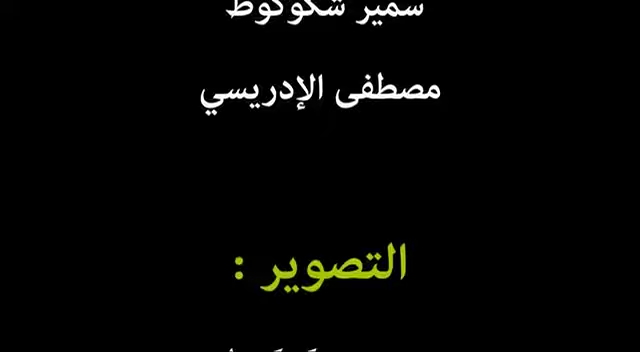 سمير شكوكوط
مصطفى الإدريسي
التصوير :